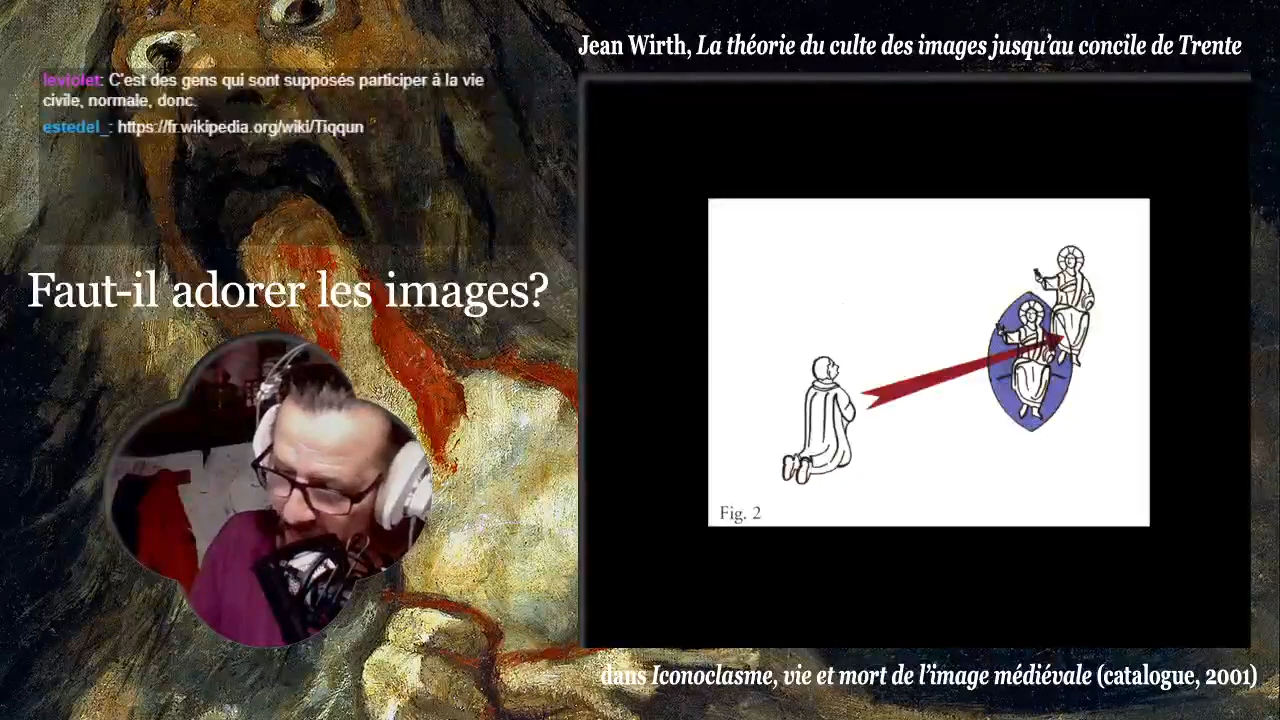 Jean Wirth, La théorie du culte des images jusqu'au concile de Trente
leviolet: C'est des gens qui sont supposés participer à la vie
civile, normale, donc.
estedel_: https://fr.wikipedia.org/wiki/Tiqqun
Faut-il adorer les images?
Fig. 2
dans Iconoclasme, vie et mort de l'image médiévale (catalogue, 2001)